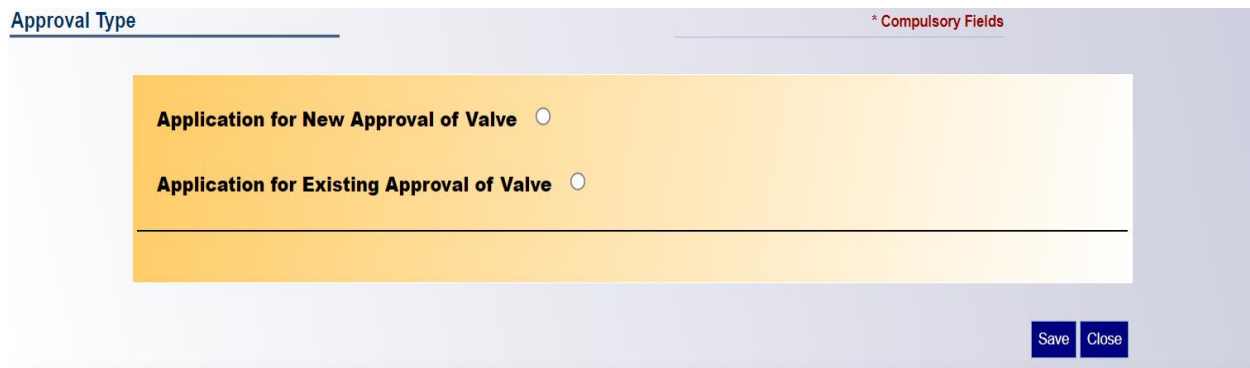 Approval Type
* Compulsory Fields
Application for New Approval of Valve
Application for Existing Approval of Valve
Save Close